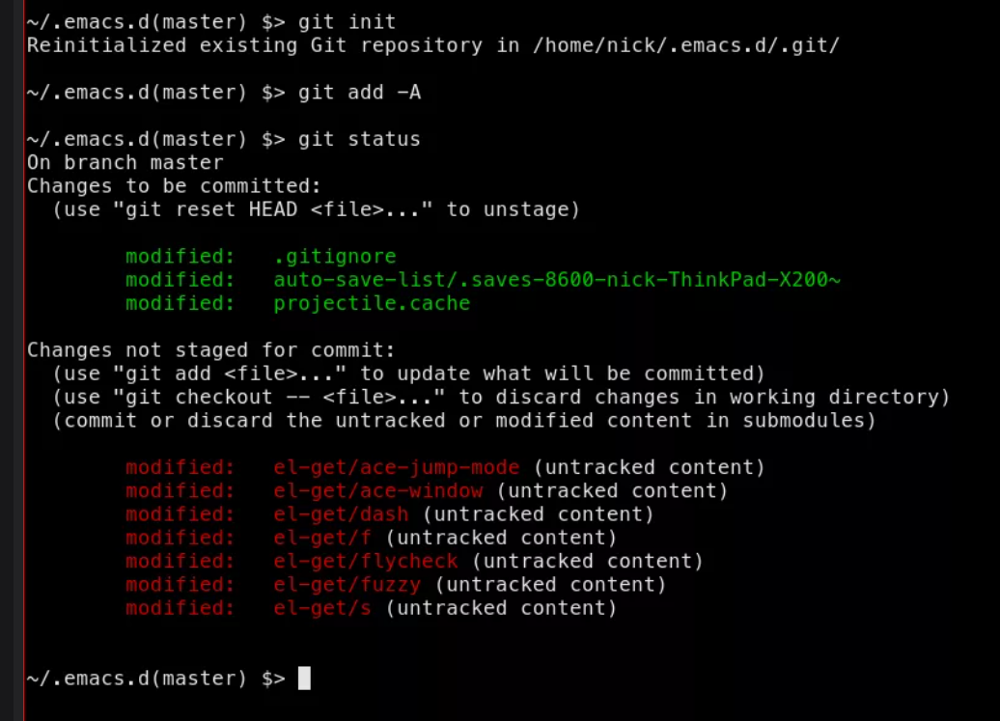 ~/.emacs.d(master) $> git init
Reinitialized existing Git repository in /home/nick/.emacs.d/.git/
~/.emacs.d(master) $> git add -A
~/.emacs.d(master) $> git status
On branch master
Changes to be committed:
  (use "git reset HEAD <file>..." to unstage)
        modified:   .gitignore
        modified:   auto-save-list/.saves-8600-nick-ThinkPad-X200~
        modified:   projectile.cache
Changes not staged for commit:
  (use "git add <file>..." to update what will be committed)
  (use "git checkout -- <file>..." to discard changes in working directory)
  (commit or discard the untracked or modified content in submodules)
        modified:   el-get/ace-jump-mode (untracked content)
        modified:   el-get/ace-window (untracked content)
        modified:   el-get/dash (untracked content)
        modified:   el-get/f (untracked content)
        modified:   el-get/flycheck (untracked content)
        modified:   el-get/fuzzy (untracked content)
        modified:   el-get/s (untracked content)
~/.emacs.d(master) $>